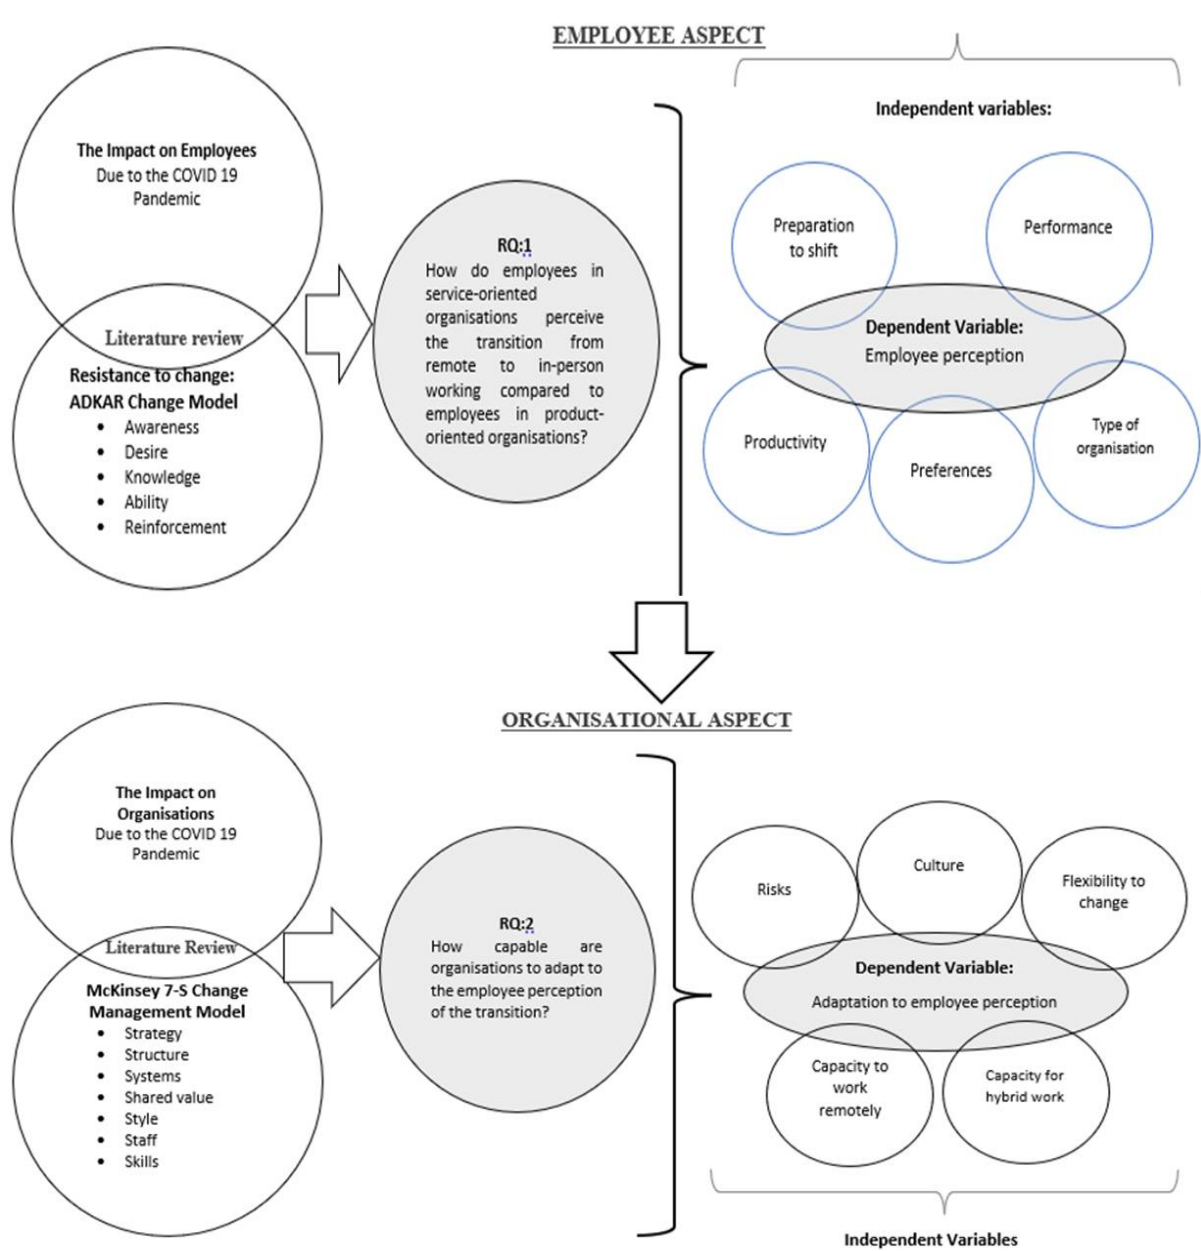 EMPLOYEE ASPECT
The Impact on Employees
Due to the COVID 19
Pandemic
Literature review
Resistance to change:
ADKAR Change Model
• Awareness
• Desire
• Knowledge
• Ability
• Reinforcement
RQ:1
How do employees in
service-oriented
organisations perceive
the transition from
remote to in-person
working compared to
employees in product-
oriented organisations?
Independent variables:
Preparation
to shift
Performance
Dependent Variable:
Employee perception
Productivity
Preferences
Type of
organisation
ORGANISATIONAL ASPECT
The Impact on
Organisations
Due to the COVID 19
Pandemic
Literature Review
McKinsey 7-S Change
Management Model
• Strategy
• Structure
• Systems
• Shared value
• Style
• Staff
• Skills
RQ:2
How capable are
organisations to adapt to
the employee perception
of the transition?
Risks
Culture
Flexibility to
change
Dependent Variable:
Adaptation to employee perception
Capacity to
work
remotely
Capacity for
hybrid work
Independent Variables